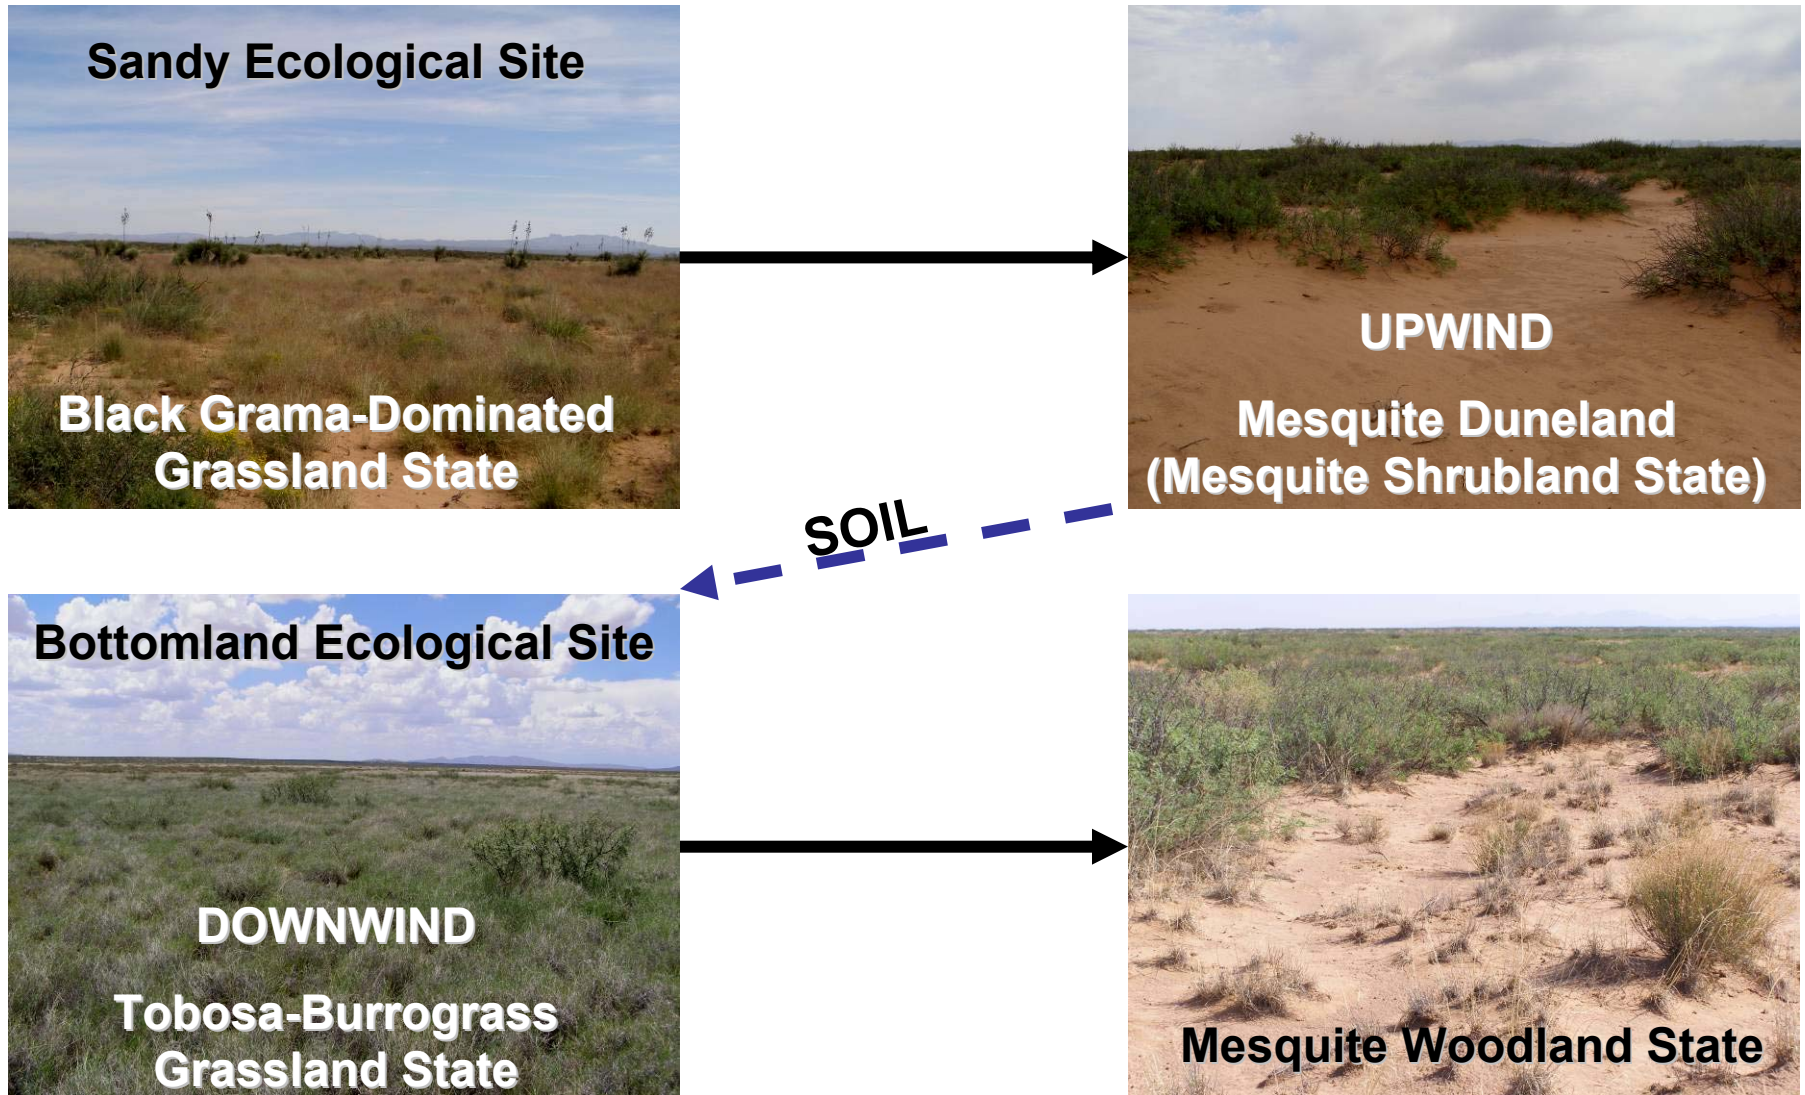 Sandy Ecological Site
Black Grama-Dominated
Grassland State
UPWIND
Mesquite Duneland
(Mesquite Shrubland State)
SOIL
Bottomland Ecological Site
DOWNWIND
Tobosa-Burrograss
Grassland State
Mesquite Woodland State